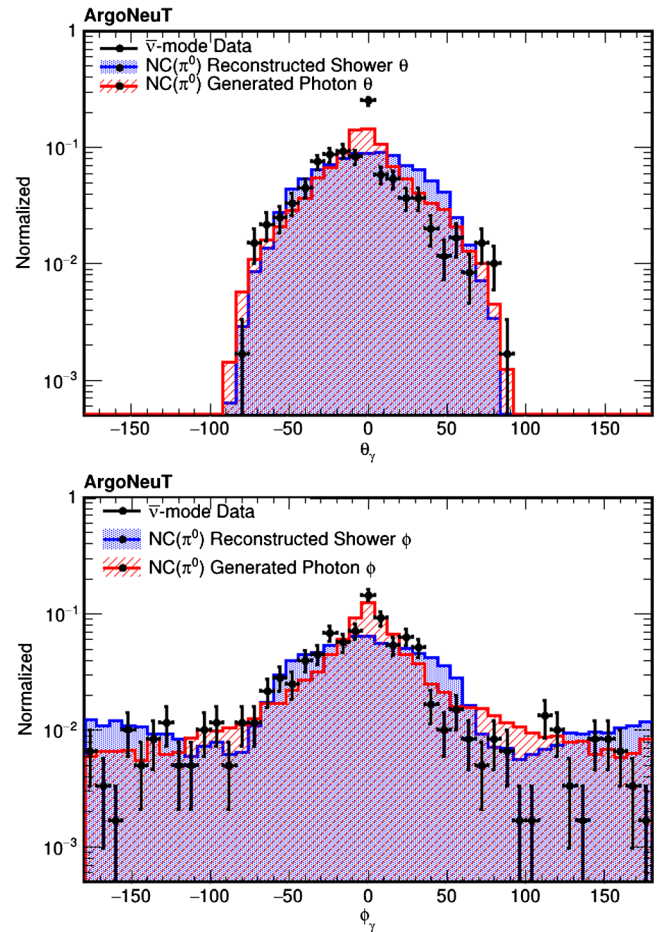 ArgoNeuT
ν̅-mode Data
NC(π⁰) Reconstructed Shower θ
NC(π⁰) Generated Photon θ
Normalized
1
10⁻¹
10⁻²
10⁻³
−150 −100 −50 0 50 100 150
θᵧ
ArgoNeuT
ν̅-mode Data
NC(π⁰) Reconstructed Shower ϕ
NC(π⁰) Generated Photon ϕ
Normalized
1
10⁻¹
10⁻²
10⁻³
−150 −100 −50 0 50 100 150
ϕᵧ